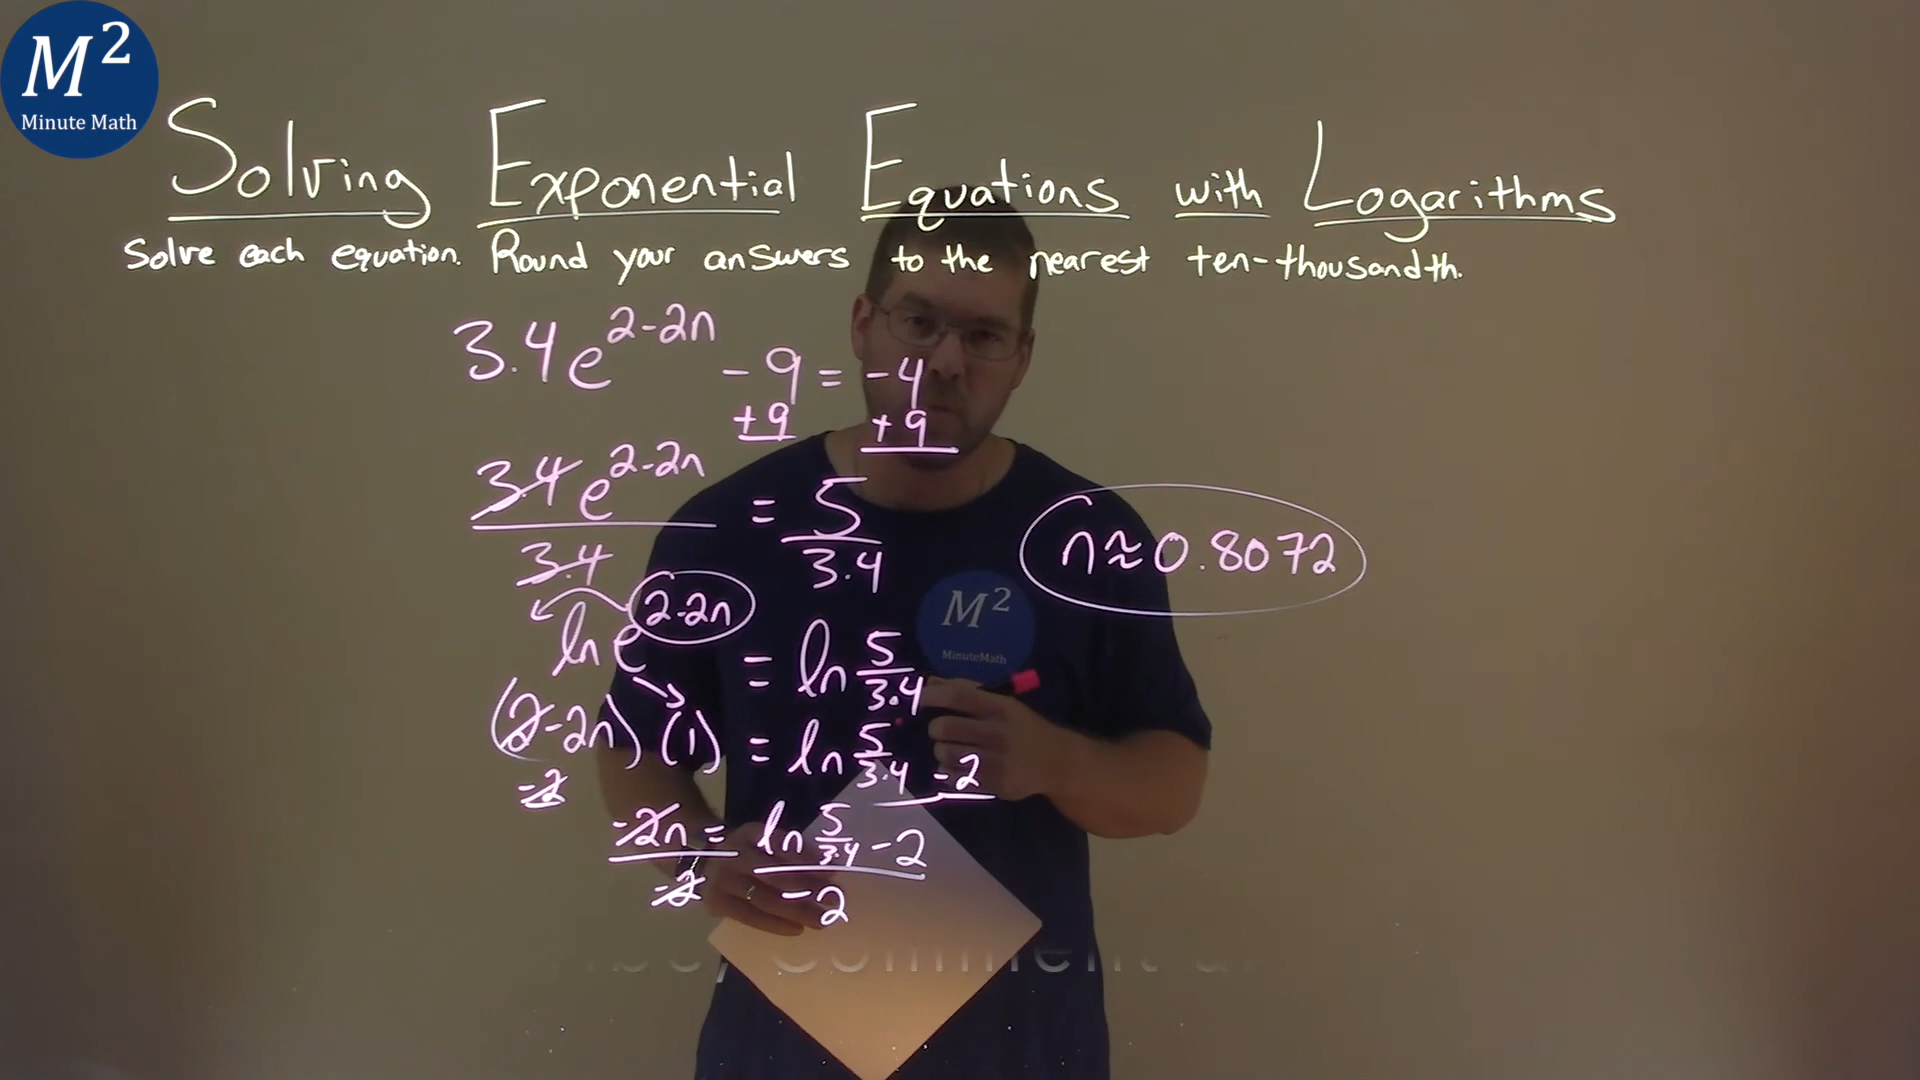 M²
Minute Math
Solving Exponential Equations with Logarithms
Solve each equation. Round your answers to the nearest ten-thousandth.
3.4e^(2-2n) - 9 = -4
+9 +9
3.4e^(2-2n) / 3.4 = 5 / 3.4
ln e^(2-2n) = ln 5/3.4
(2-2n)(1) = ln 5/3.4
-2 -2
-2n / -2 = (ln 5/3.4 - 2) / -2
n ≈ 0.8072
M²
MinuteMath
Comment